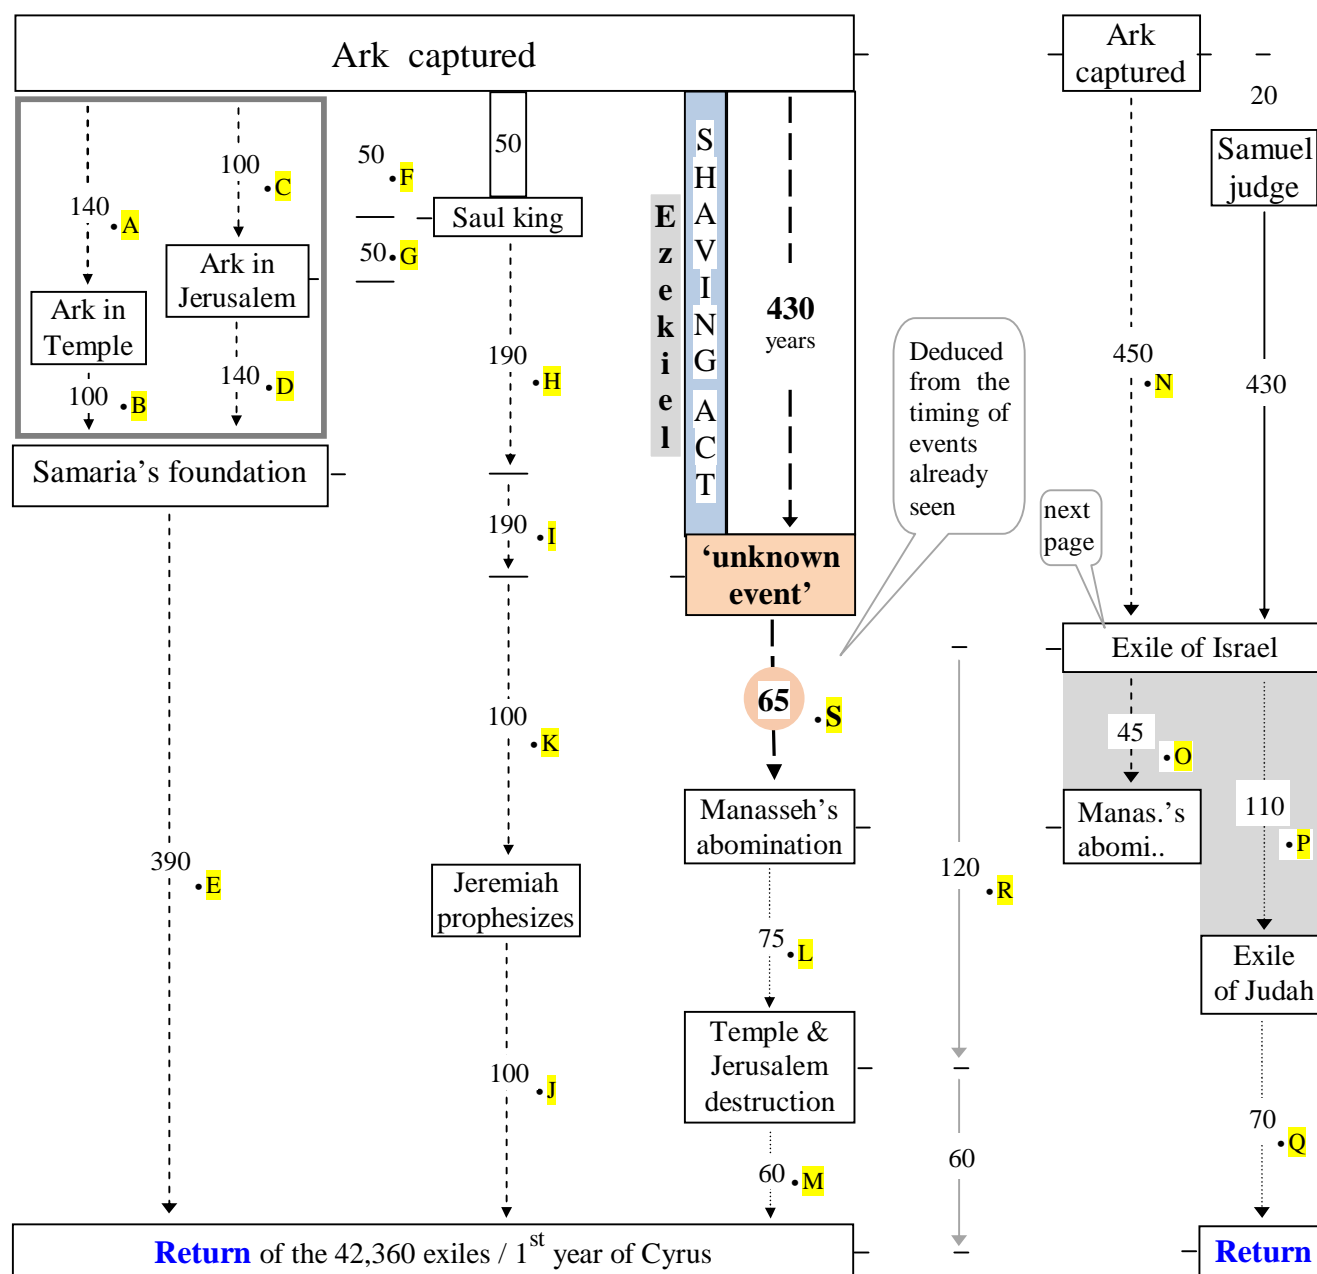 Ark captured
Ark
captured
20
50
50
F
100
C
140
A
Saul king
Samuel
judge
50
G
Ark in
Jerusalem
Ark in
Temple
Ezekiel
SHAVING ACT
430
years
190
H
140
D
100
B
Deduced
from the
timing of
events
already
seen
450
N
430
Samaria’s foundation
next
page
190
I
‘unknown
event’
Exile of Israel
65
S
100
K
45
O
Manasseh’s
abomination
Manas.’s
abomi..
110
P
390
E
Jeremiah
prophesizes
120
R
75
L
Exile
of Judah
Temple &
Jerusalem
destruction
100
J
70
Q
60
M
60
Return of the 42,360 exiles / 1st year of Cyrus
Return